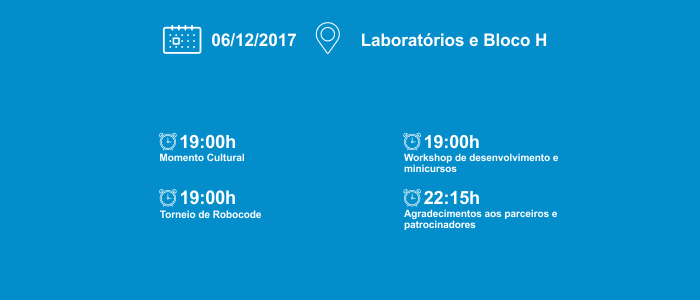 06/12/2017
Laboratórios e Bloco H
19:00h
Momento Cultural
19:00h
Torneio de Robocode
19:00h
Workshop de desenvolvimento e
minicursos
22:15h
Agradecimentos aos parceiros e
patrocinadores